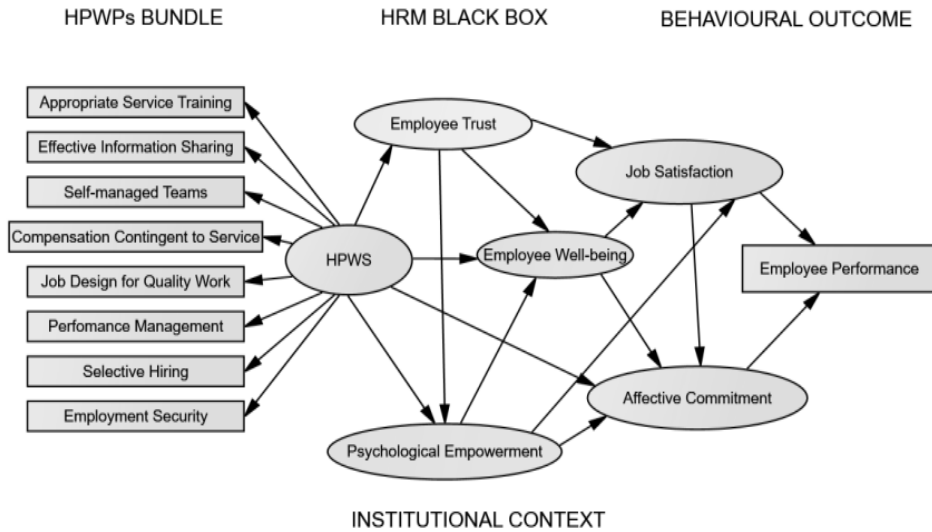 HPWPs BUNDLE
HRM BLACK BOX
BEHAVIOURAL OUTCOME
Appropriate Service Training
Effective Information Sharing
Self-managed Teams
Compensation Contingent to Service
Job Design for Quality Work
Perfomance Management
Selective Hiring
Employment Security
HPWS
Employee Trust
Employee Well-being
Psychological Empowerment
Job Satisfaction
Affective Commitment
Employee Performance
INSTITUTIONAL CONTEXT